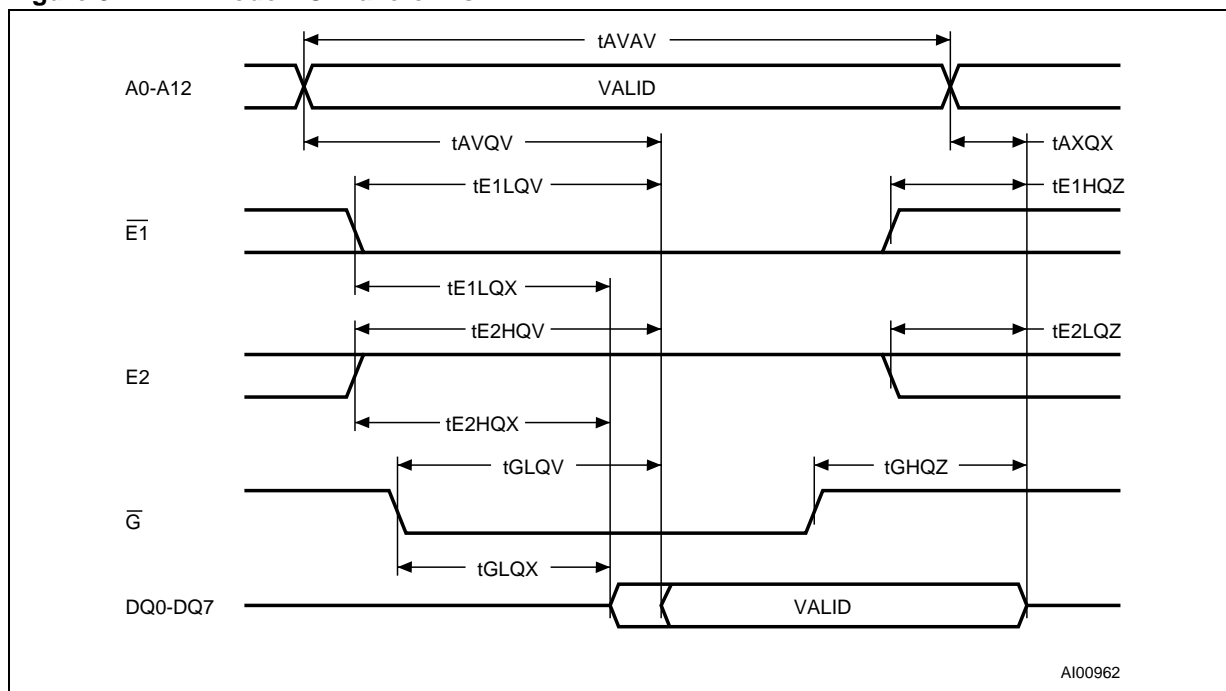 tAVAV
A0-A12
VALID
tAVQV
tAXQX
tE1LQV
tE1HQZ
E1
tE1LQX
tE2HQV
tE2LQZ
E2
tE2HQX
tGLQV
tGHQZ
G
tGLQX
DQ0-DQ7
VALID
AI00962